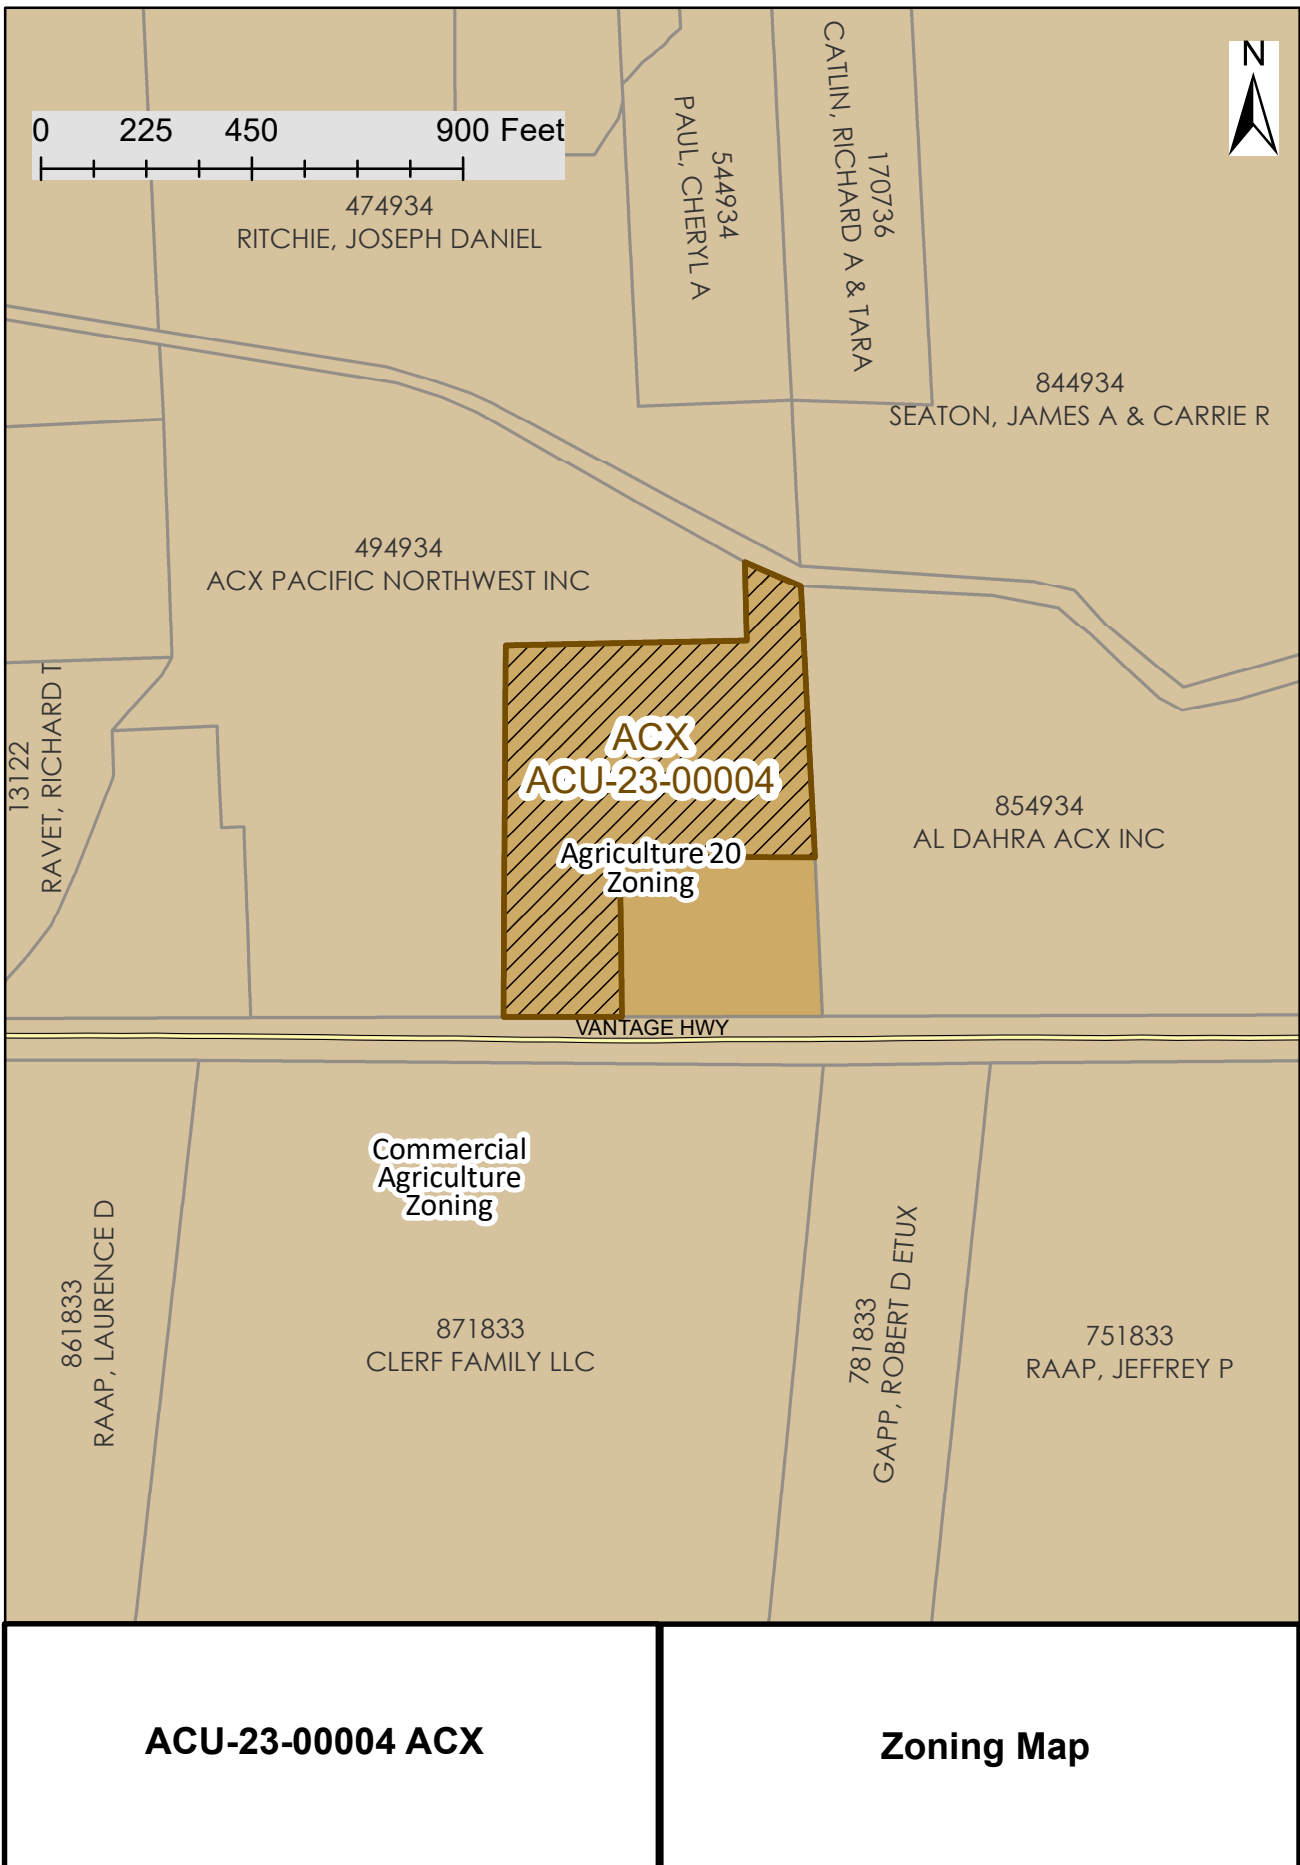 N
0 225 450 900 Feet
474934
RITCHIE, JOSEPH DANIEL
544934
PAUL, CHERYL A
170736
CATLIN, RICHARD A & TARA
844934
SEATON, JAMES A & CARRIE R
494934
ACX PACIFIC NORTHWEST INC
13122
RAVET, RICHARD T
ACX
ACU-23-00004
Agriculture 20
Zoning
854934
AL DAHRA ACX INC
VANTAGE HWY
Commercial
Agriculture
Zoning
861833
RAAP, LAURENCE D
871833
CLERF FAMILY LLC
781833
GAPP, ROBERT D ETUX
751833
RAAP, JEFFREY P
ACU-23-00004 ACX
Zoning Map